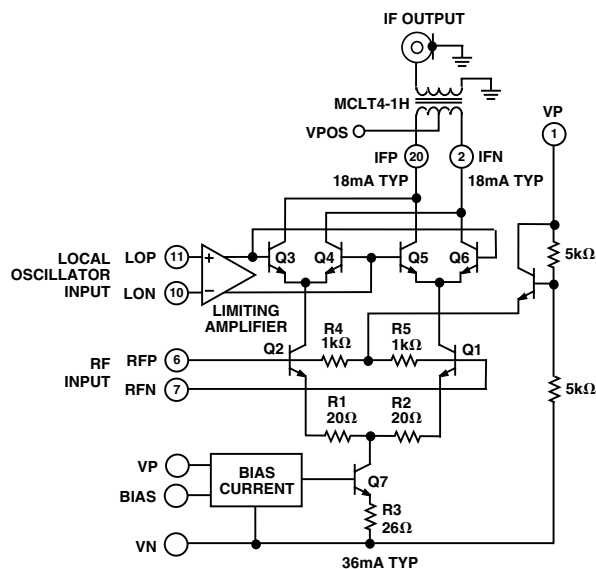 IF OUTPUT
MCLT4-1H
VP
1
VPOS
IFP 20 2 IFN
18mA TYP 18mA TYP
LOCAL
OSCILLATOR
INPUT
LOP 11 +
LON 10 –
LIMITING
AMPLIFIER
Q3 Q4 Q5 Q6
5kΩ
R4
1kΩ
R5
1kΩ
Q2 Q1
RF
INPUT
RFP 6
RFN 7
R1
20Ω
R2
20Ω
5kΩ
VP
BIAS
BIAS
CURRENT
Q7
R3
26Ω
VN
36mA TYP